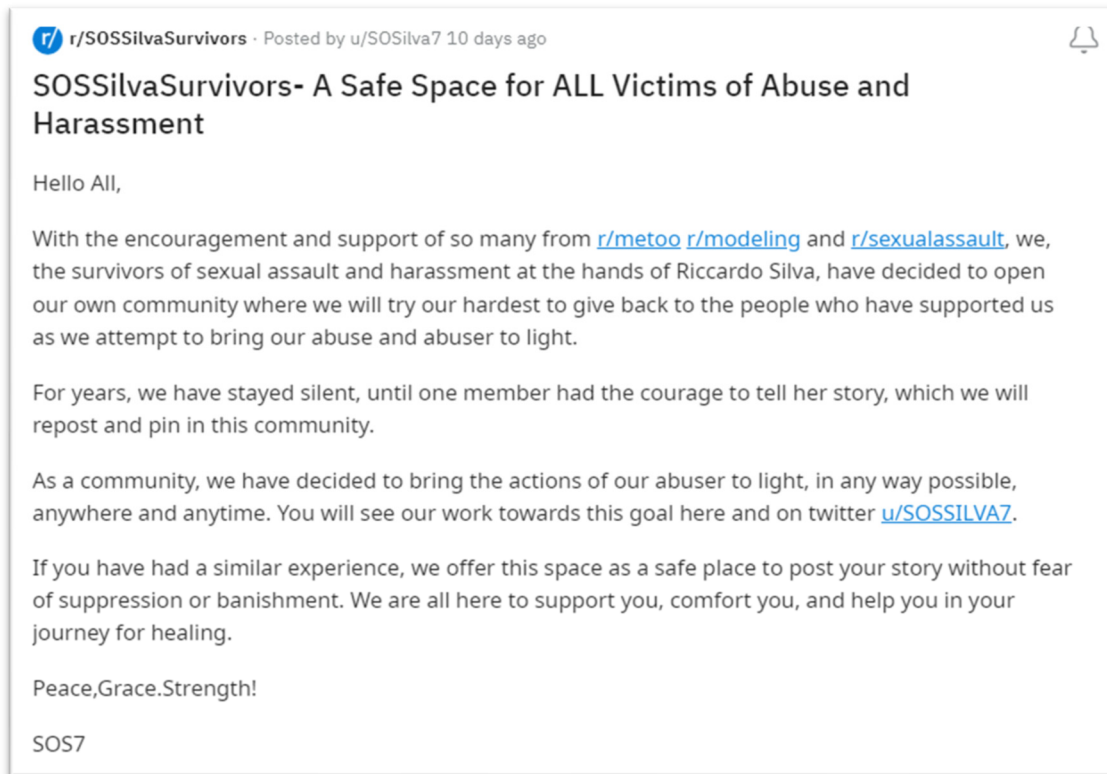 r/ r/SOSSilvaSurvivors · Posted by u/SOSilva7 10 days ago
SOSSilvaSurvivors- A Safe Space for ALL Victims of Abuse and
Harassment
Hello All,
With the encouragement and support of so many from r/metoo r/modeling and r/sexualassault, we,
the survivors of sexual assault and harassment at the hands of Riccardo Silva, have decided to open
our own community where we will try our hardest to give back to the people who have supported us
as we attempt to bring our abuse and abuser to light.
For years, we have stayed silent, until one member had the courage to tell her story, which we will
repost and pin in this community.
As a community, we have decided to bring the actions of our abuser to light, in any way possible,
anywhere and anytime. You will see our work towards this goal here and on twitter u/SOSSILVA7.
If you have had a similar experience, we offer this space as a safe place to post your story without fear
of suppression or banishment. We are all here to support you, comfort you, and help you in your
journey for healing.
Peace,Grace.Strength!
SOS7